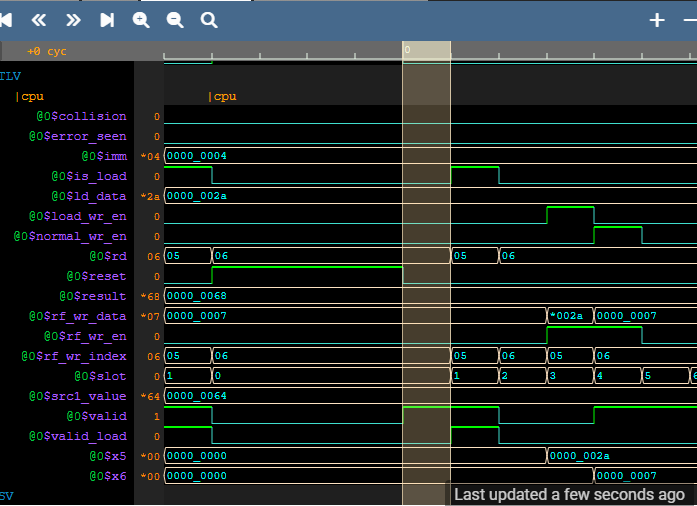 +0 cyc 0
TLV
|cpu |cpu
@0$collision 0
@0$error_seen 0
@0$imm *04 0000_0004
@0$is_load 0
@0$ld_data *2a 0000_002a
@0$load_wr_en 0
@0$normal_wr_en 0
@0$rd 06 05 06 05 06
@0$reset 0
@0$result *68 0000_0068
@0$rf_wr_data *07 0000_0007 *002a 0000_0007
@0$rf_wr_en 0
@0$rf_wr_index 06 05 06 05 06 05 06
@0$slot 0 1 0 1 2 3 4 5 6
@0$src1_value *64 0000_0064
@0$valid 1
@0$valid_load 0
@0$x5 *00 0000_0000 0000_002a
@0$x6 *00 0000_0000 0000_0007
SV
Last updated a few seconds ago